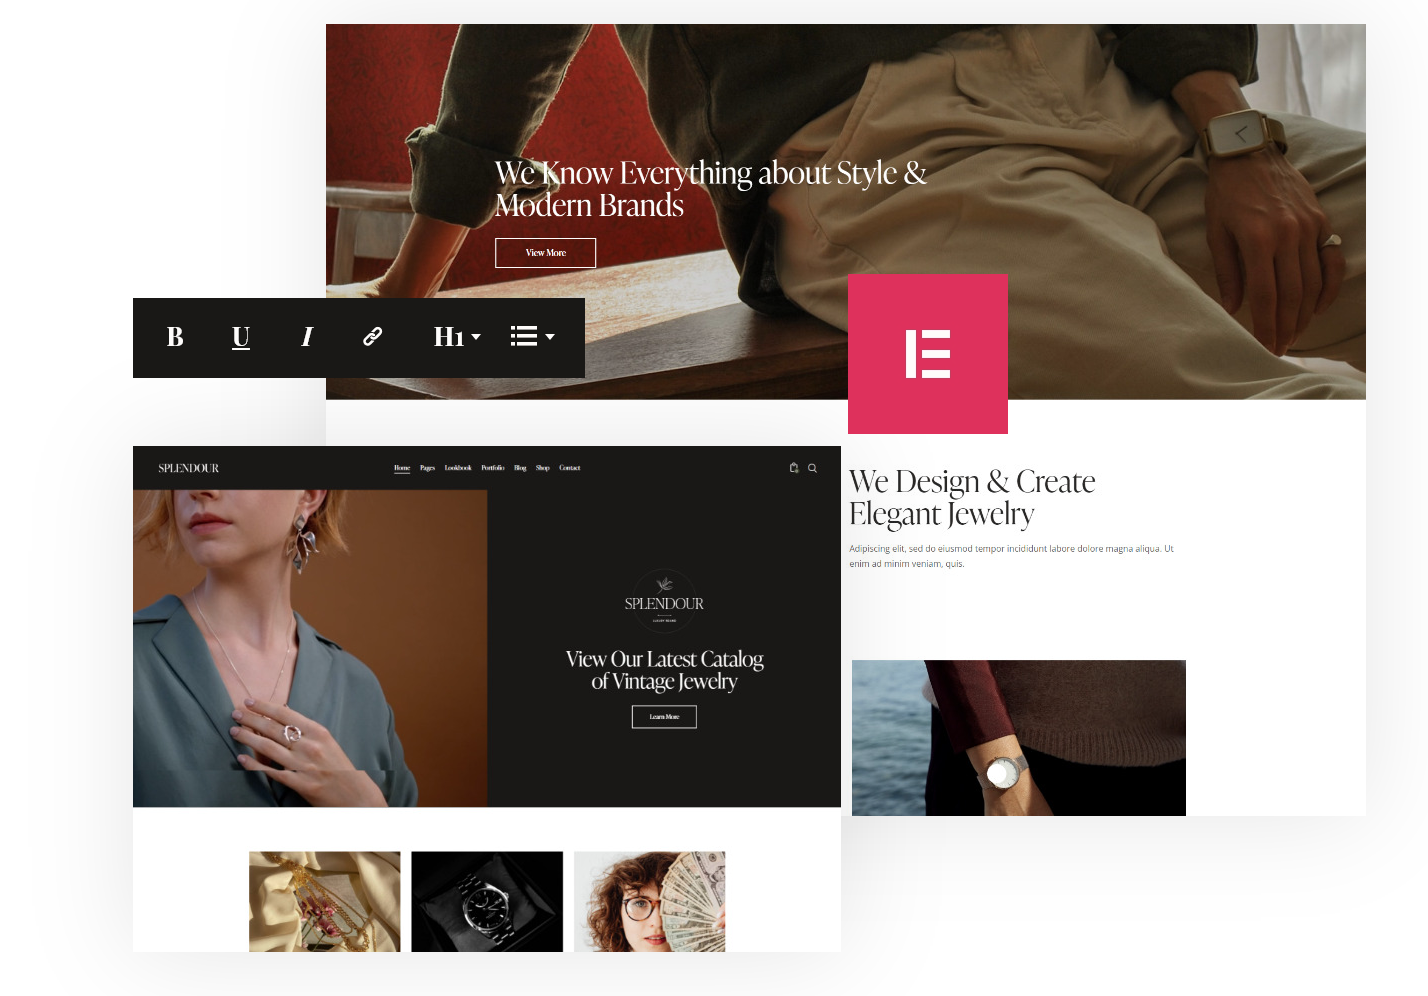 We Know Everything about Style &
Modern Brands
View More
B U I H1
SPLENDOUR
Home Pages Lookbook Portfolio Blog Shop Contact
We Design & Create
Elegant Jewelry
Adipiscing elit, sed do eiusmod tempor incididunt labore dolore magna aliqua. Ut
enim ad minim veniam, quis.
SPLENDOUR
LUXURY BRAND
View Our Latest Catalog
of Vintage Jewelry
Learn More